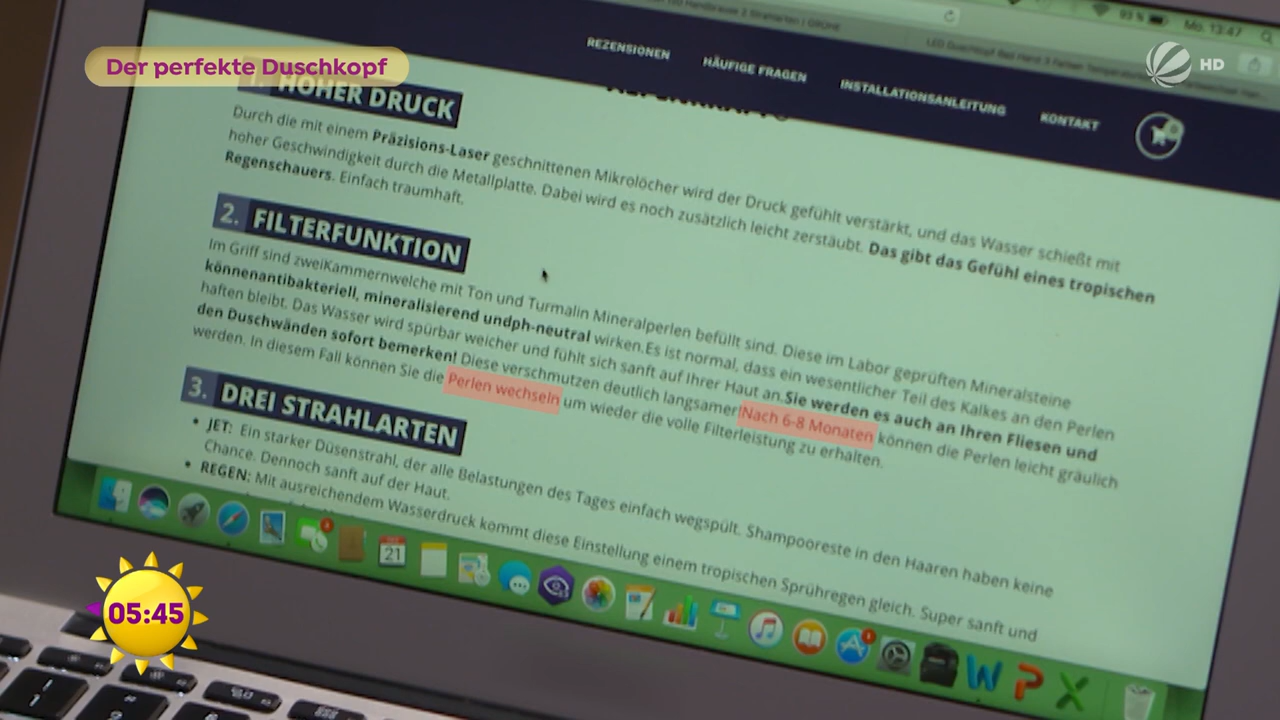 Der perfekte Duschkopf
HD
93 %
Mo. 13:47
REZENSIONEN
HÄUFIGE FRAGEN
INSTALLATIONSANLEITUNG
KONTAKT
1. HOHER DRUCK
Durch die mit einem Präzisions-Laser geschnittenen Mikrolöcher wird der Druck gefühlt verstärkt, und das Wasser schießt mit
hoher Geschwindigkeit durch die Metallplatte. Dabei wird es noch zusätzlich leicht zerstäubt. Das gibt das Gefühl eines tropischen
Regenschauers. Einfach traumhaft.
2. FILTERFUNKTION
Im Griff sind zweiKammernwelche mit Ton und Turmalin Mineralperlen befüllt sind. Diese im Labor geprüften Mineralsteine
könnenantibakteriell, mineralisierend undph-neutral wirken.Es ist normal, dass ein wesentlicher Teil des Kalkes an den Perlen
haften bleibt. Das Wasser wird spürbar weicher und fühlt sich sanft auf Ihrer Haut an.Sie werden es auch an Ihren Fliesen und
den Duschwänden sofort bemerken! Diese verschmutzen deutlich langsamer!Nach 6-8 Monaten können die Perlen leicht gräulich
werden. In diesem Fall können Sie die Perlen wechseln um wieder die volle Filterleistung zu erhalten.
3. DREI STRAHLARTEN
• JET: Ein starker Düsenstrahl, der alle Belastungen des Tages einfach wegspült. Shampooreste in den Haaren haben keine
Chance. Dennoch sanft auf der Haut.
• REGEN: Mit ausreichendem Wasserdruck kommt diese Einstellung einem tropischen Sprühregen gleich. Super sanft und
21
05:45